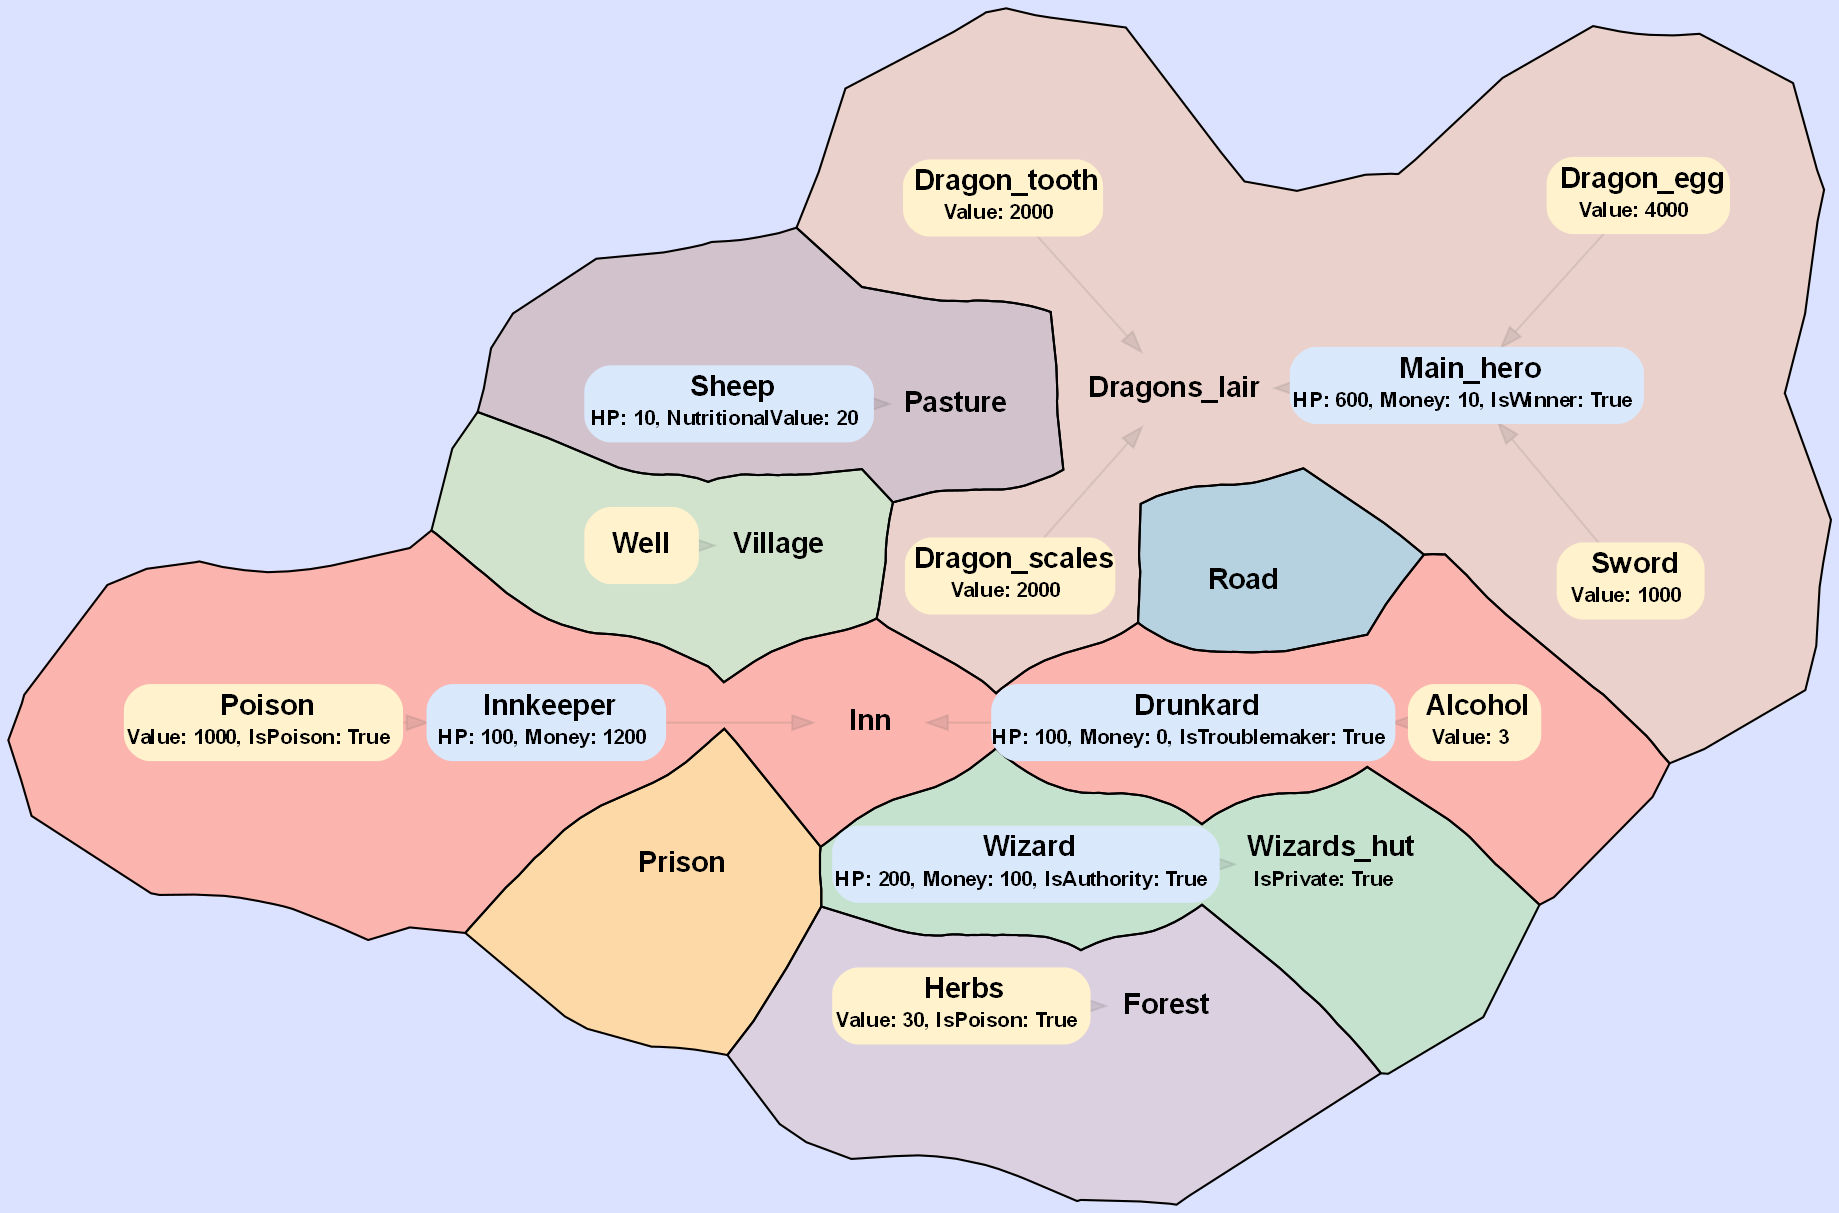 Dragon_tooth
Value: 2000
Dragon_egg
Value: 4000
Sheep
HP: 10, NutritionalValue: 20
Pasture
Dragons_lair
Main_hero
HP: 600, Money: 10, IsWinner: True
Well
Village
Dragon_scales
Value: 2000
Road
Sword
Value: 1000
Poison
Value: 1000, IsPoison: True
Innkeeper
HP: 100, Money: 1200
Inn
Drunkard
HP: 100, Money: 0, IsTroublemaker: True
Alcohol
Value: 3
Prison
Wizard
HP: 200, Money: 100, IsAuthority: True
Wizards_hut
IsPrivate: True
Herbs
Value: 30, IsPoison: True
Forest